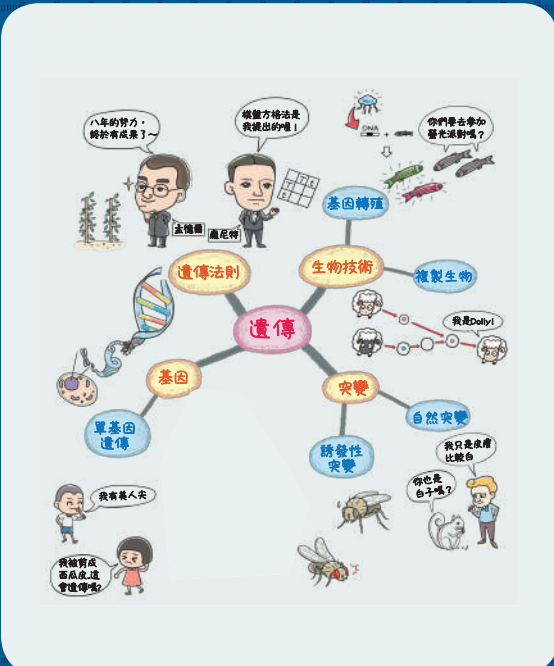 八年的努力，
終於有成果了～
棋盤方格法是
我提出的喔！
孟德爾
龐尼特
T
t
T
DNA
+
你們要去參加
螢光派對嗎？
基因轉殖
遺傳法則
生物技術
複製生物
遺傳
我是Dolly!
基因
突變
單基因
遺傳
自然突變
誘發性
突變
我只是皮膚
比較白
你也是
白子嗎？
我有美人尖
我被剪成
西瓜皮，這
會遺傳嗎？